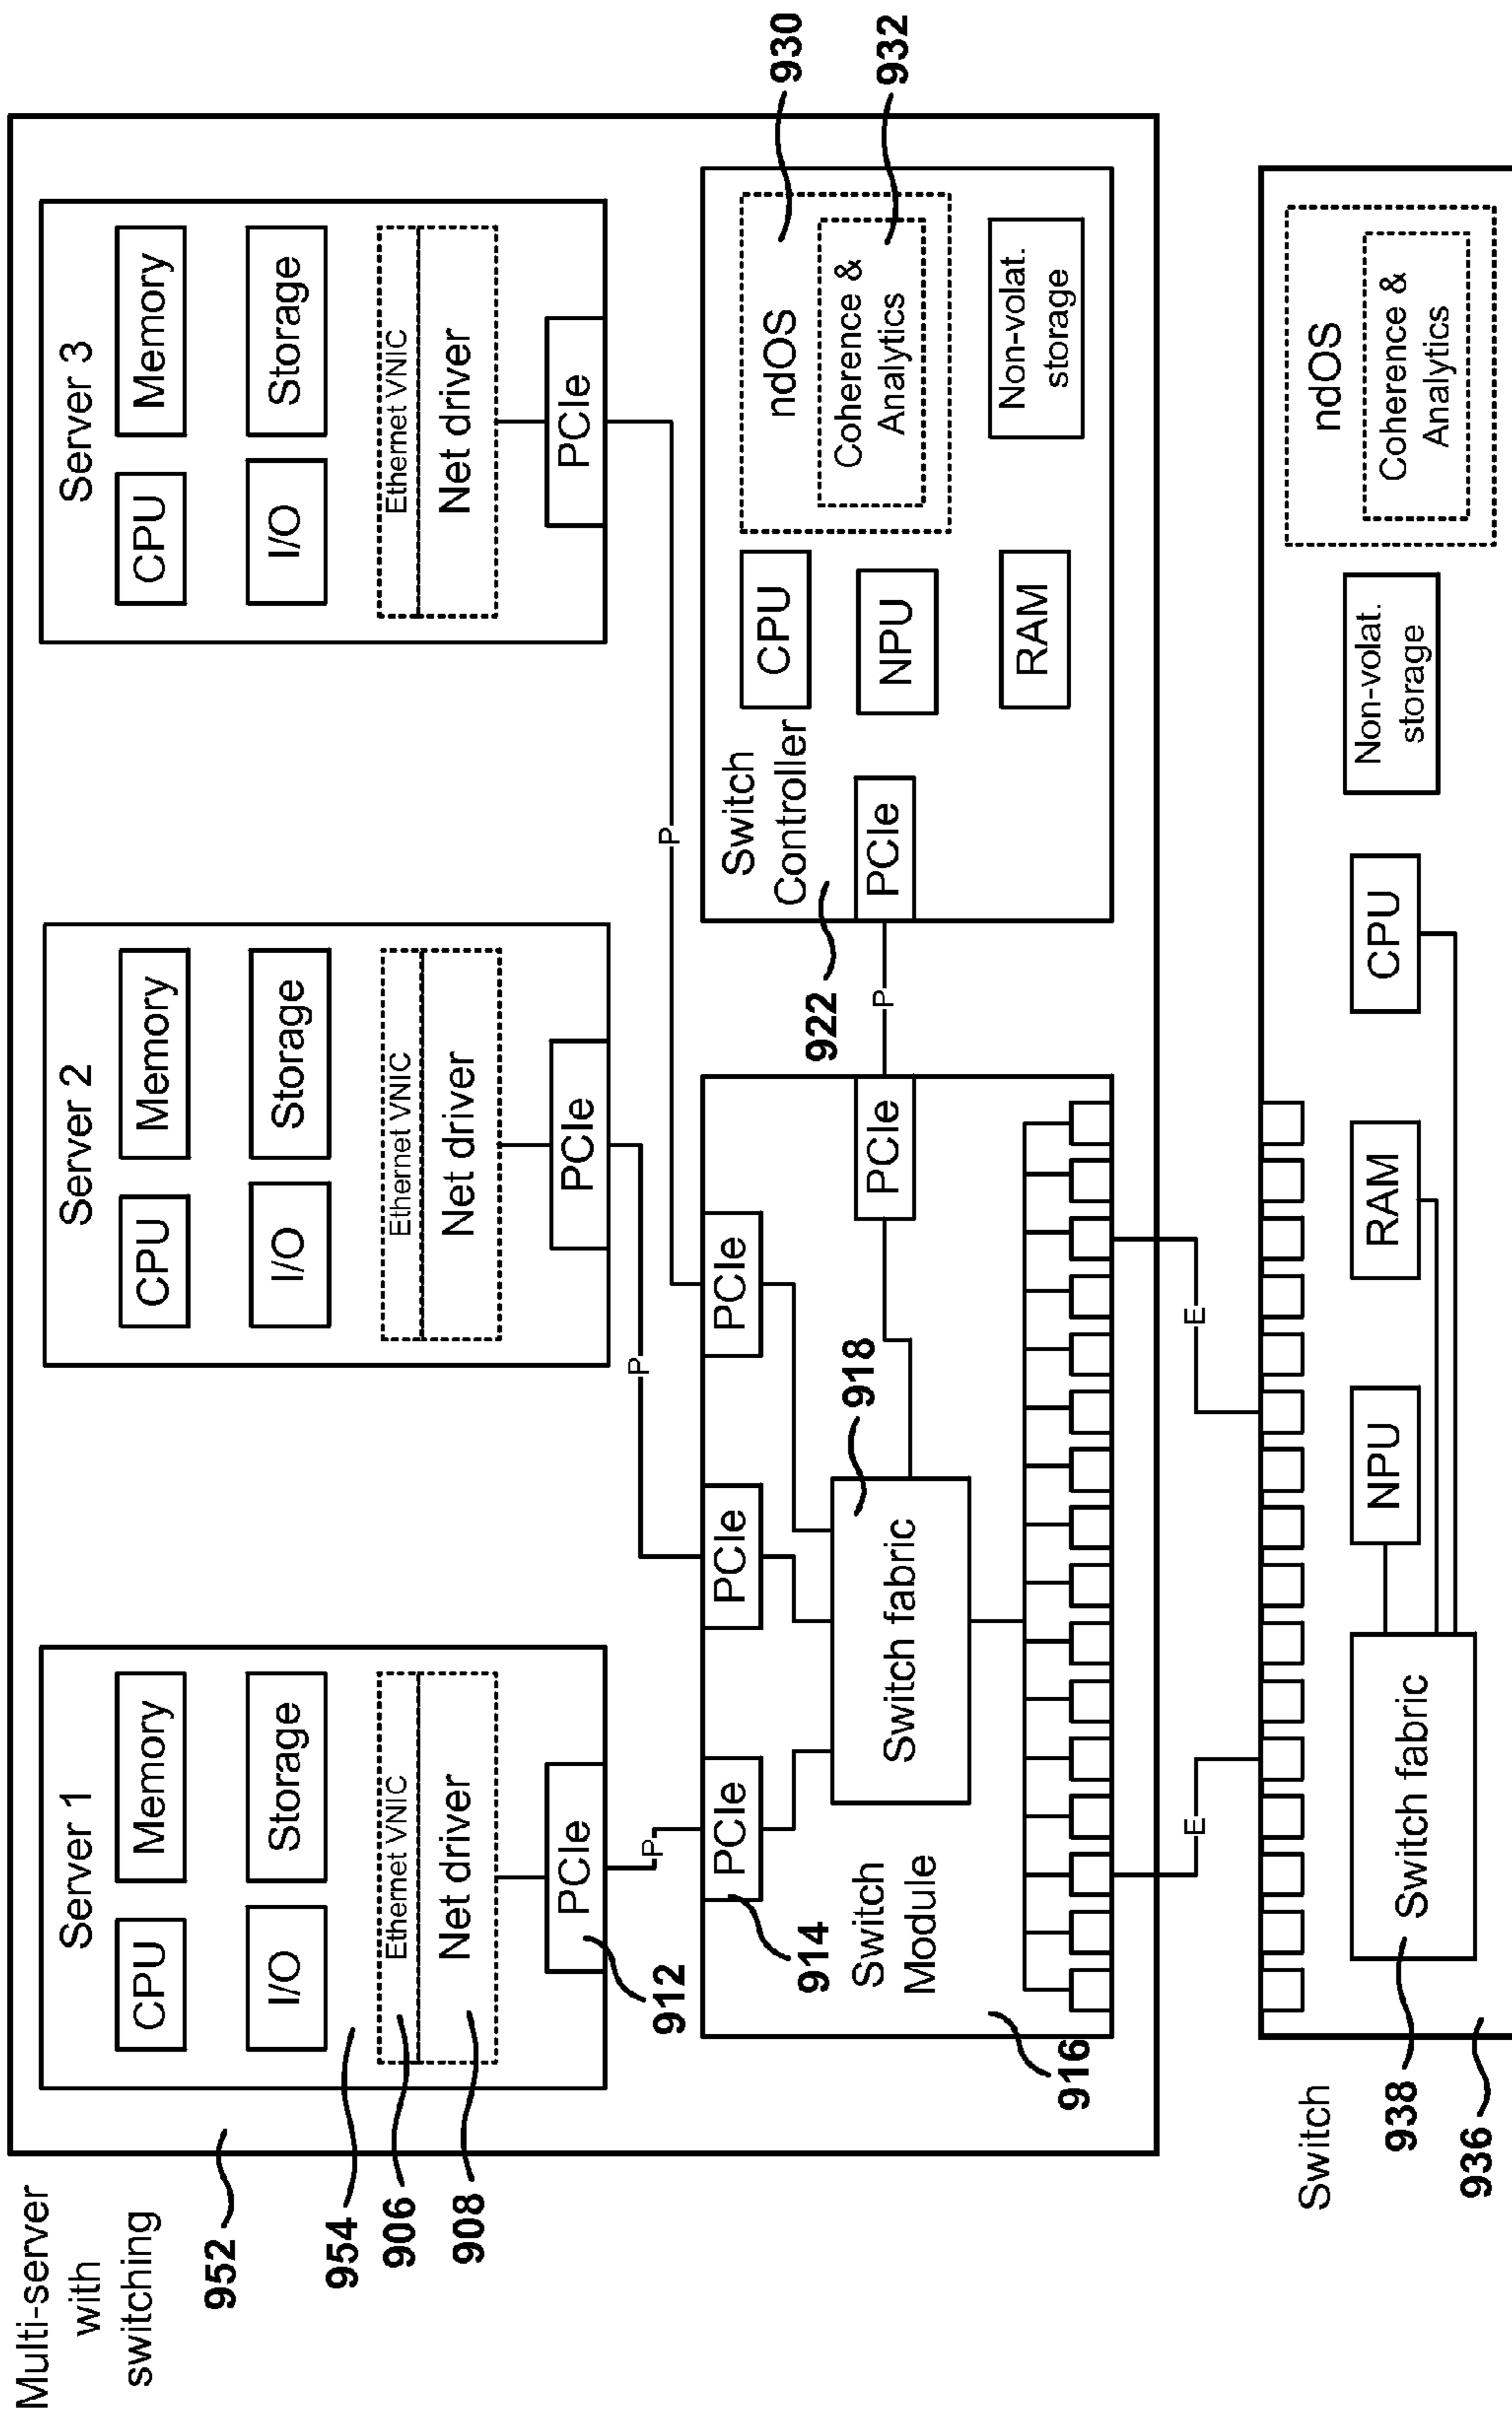 Multi-server
with
switching
952
954
906
908
Server 1
CPU
Memory
I/O
Storage
Ethernet VNIC
Net driver
PCIe
912
Server 2
CPU
Memory
I/O
Storage
Ethernet VNIC
Net driver
PCIe
Server 3
CPU
Memory
I/O
Storage
Ethernet VNIC
Net driver
PCIe
P
P
P
914
PCIe
PCIe
PCIe
Switch
Module
916
Switch fabric
918
PCIe
P
922
Switch
Controller
PCIe
CPU
NPU
RAM
ndOS
Coherence &
Analytics
Non-volat.
storage
930
932
E
E
Switch
938
936
Switch fabric
NPU
RAM
CPU
Non-volat.
storage
ndOS
Coherence &
Analytics